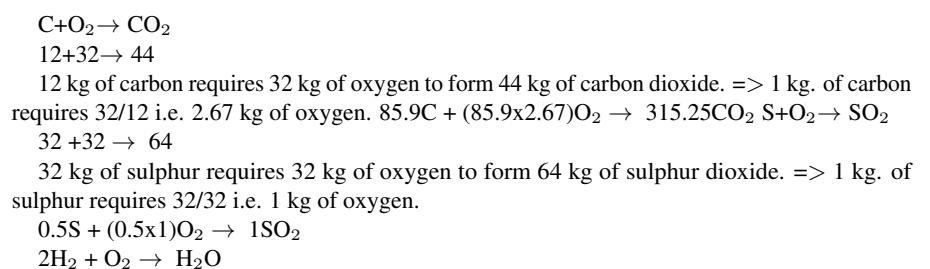 C+O₂→ CO₂
12+32→ 44
12 kg of carbon requires 32 kg of oxygen to form 44 kg of carbon dioxide. => 1 kg. of carbon
requires 32/12 i.e. 2.67 kg of oxygen. 85.9C + (85.9x2.67)O₂ → 315.25CO₂ S+O₂→ SO₂
32 +32 → 64
32 kg of sulphur requires 32 kg of oxygen to form 64 kg of sulphur dioxide. => 1 kg. of
sulphur requires 32/32 i.e. 1 kg of oxygen.
0.5S + (0.5x1)O₂ → 1SO₂
2H₂ + O₂ → H₂O